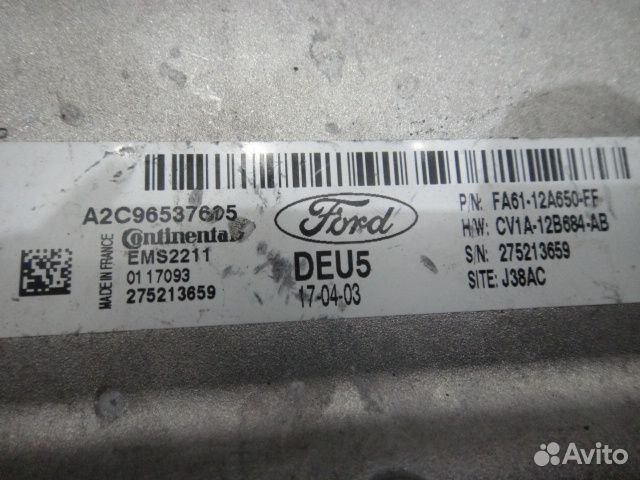 A2C96537605
Continental
EMS2211
0117093
275213659
MADE IN FRANCE
Ford
DEU5
17-04-03
P/N: FA61-12A650-FF
H/W: CV1A-12B684-AB
S/N: 275213659
SITE: J38AC
Avito